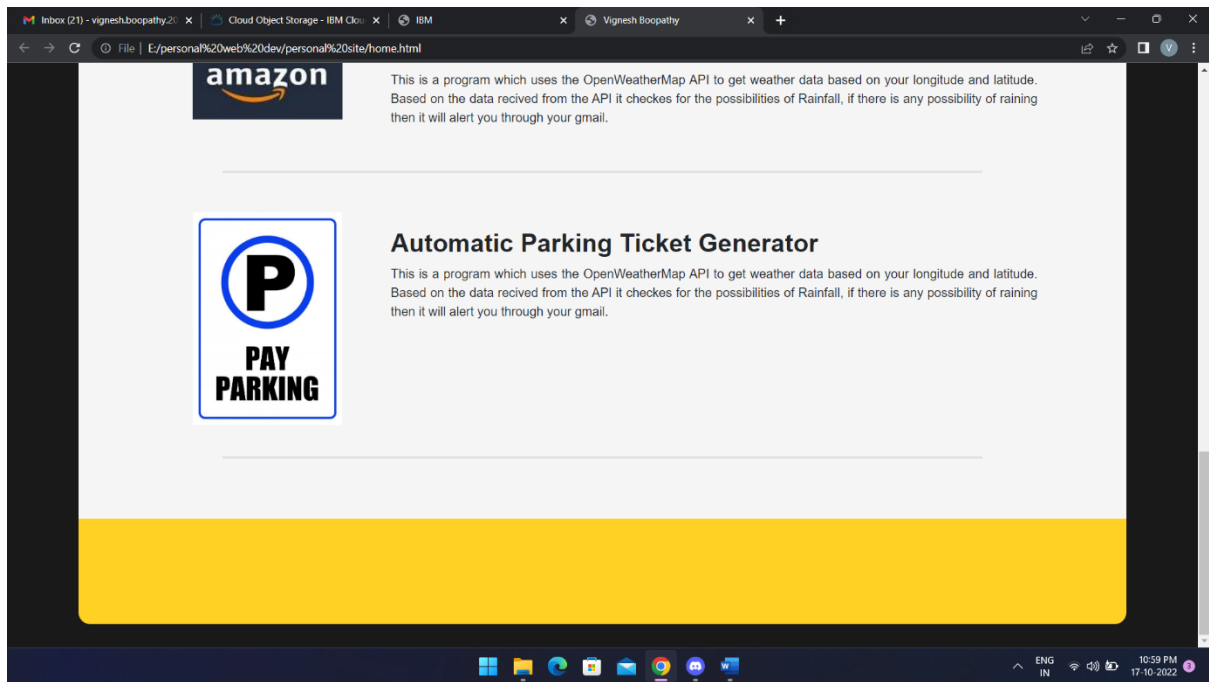 Inbox (21) - vignesh.boopathy.20
Cloud Object Storage - IBM Clou
IBM
Vignesh Boopathy
File
E:/personal%20web%20dev/personal%20site/home.html
V
amazon
This is a program which uses the OpenWeatherMap API to get weather data based on your longitude and latitude.
Based on the data recived from the API it checkes for the possibilities of Rainfall, if there is any possibility of raining
then it will alert you through your gmail.
P
PAY
PARKING
Automatic Parking Ticket Generator
This is a program which uses the OpenWeatherMap API to get weather data based on your longitude and latitude.
Based on the data recived from the API it checkes for the possibilities of Rainfall, if there is any possibility of raining
then it will alert you through your gmail.
ENG
IN
10:59 PM
17-10-2022
3